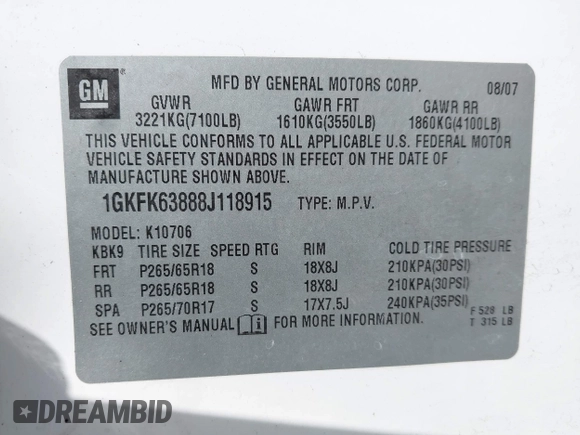 GM
MFD BY GENERAL MOTORS CORP. 08/07
GVWR GAWR FRT GAWR RR
3221KG(7100LB) 1610KG(3550LB) 1860KG(4100LB)
THIS VEHICLE CONFORMS TO ALL APPLICABLE U.S. FEDERAL MOTOR
VEHICLE SAFETY STANDARDS IN EFFECT ON THE DATE OF
MANUFACTURE SHOWN ABOVE.
1GKFK63888J118915 TYPE: M.P.V.
MODEL: K10706
KBK9 TIRE SIZE SPEED RTG RIM COLD TIRE PRESSURE
FRT P265/65R18 S 18X8J 210KPA(30PSI)
RR P265/65R18 S 18X8J 210KPA(30PSI)
SPA P265/70R17 S 17X7.5J 240KPA(35PSI) F 528 LB
SEE OWNER'S MANUAL FOR MORE INFORMATION. T 315 LB
DREAMBID